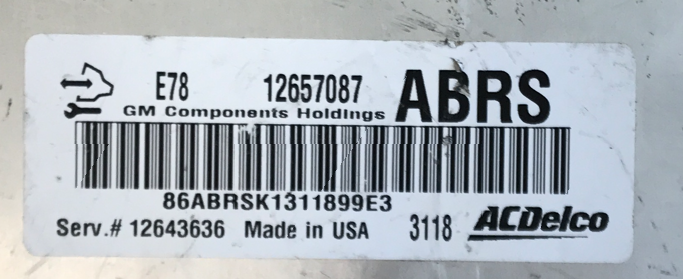 E78 12657087 ABRS
GM Components Holdings
86ABRSK1311899E3
Serv.# 12643636 Made in USA 3118 ACDelco